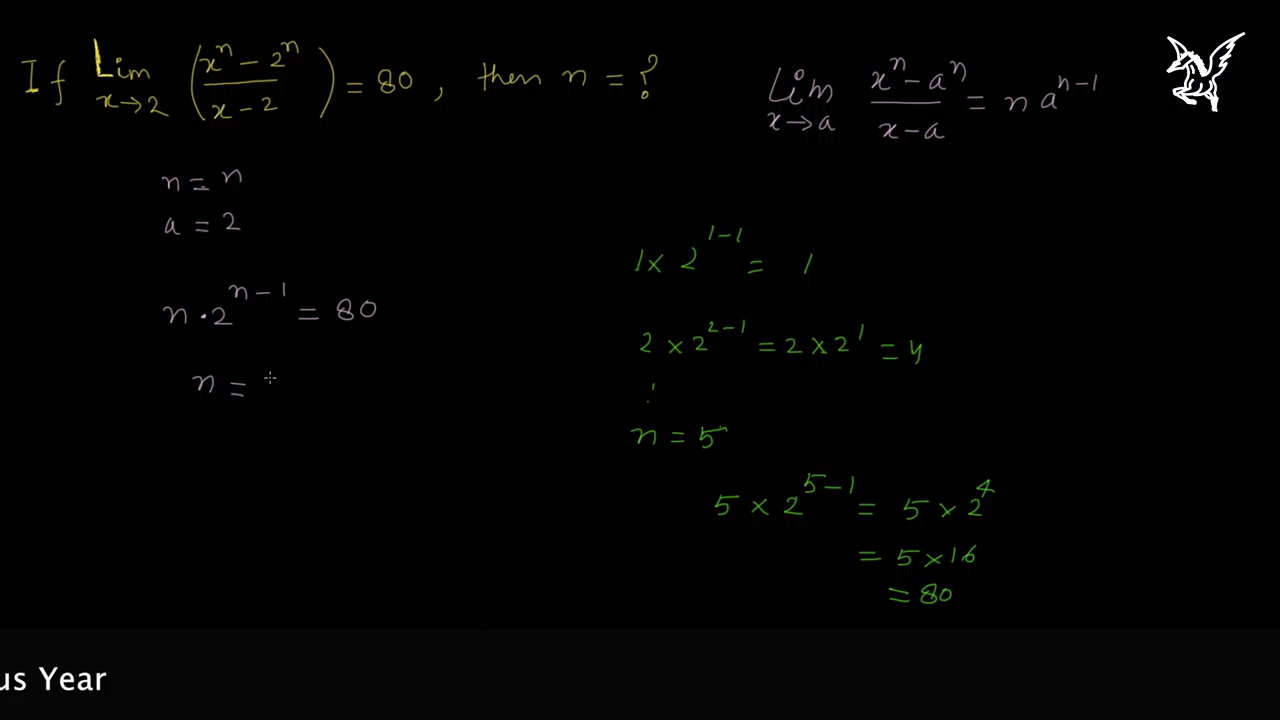 If Lim x→2 (xⁿ − 2ⁿ / x − 2) = 80, then n = ?
Lim x→a xⁿ − aⁿ / x − a = n aⁿ⁻¹
n = n
a = 2
n · 2ⁿ⁻¹ = 80
n =
1 × 2¹⁻¹ = 1
2 × 2²⁻¹ = 2 × 2¹ = 4
n = 5
5 × 2⁵⁻¹ = 5 × 2⁴
= 5 × 16
= 80
us Year